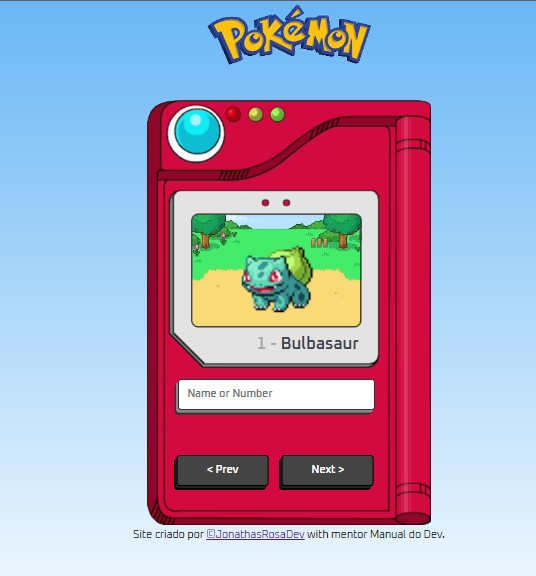 POKéMON
1 - Bulbasaur
Name or Number
< Prev
Next >
Site criado por ©JonathasRosaDev with mentor Manual do Dev.